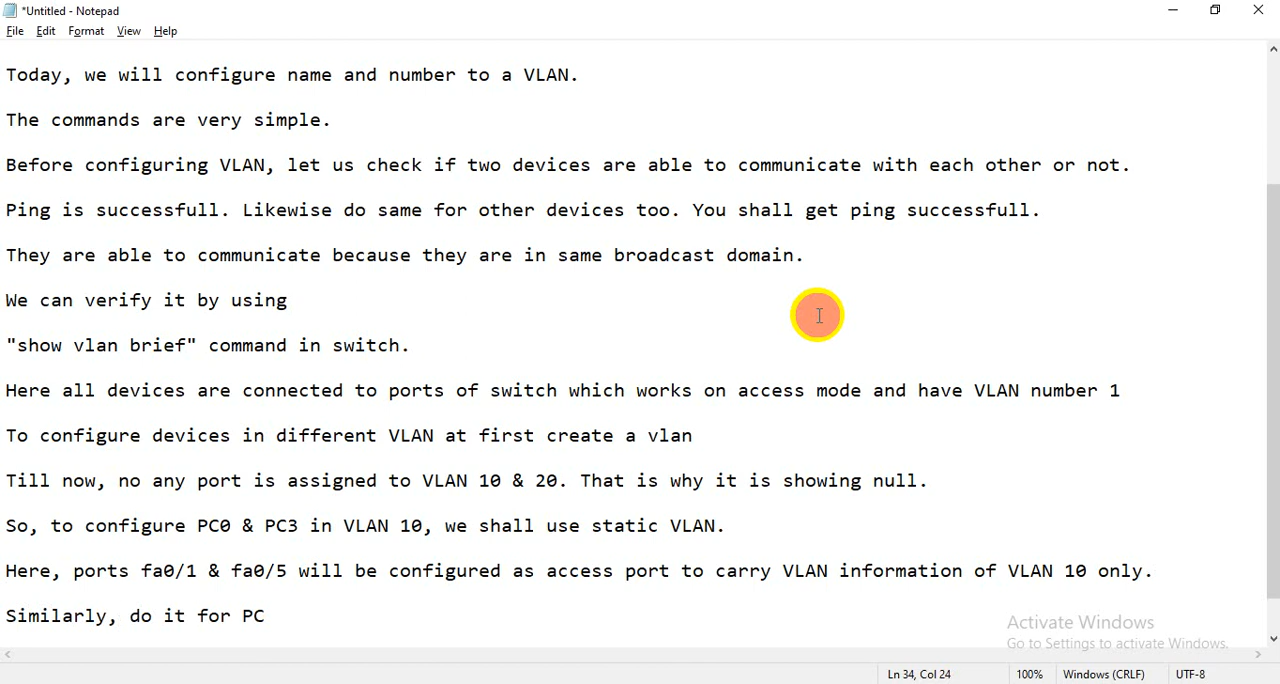 *Untitled - Notepad
File Edit Format View Help
Today, we will configure name and number to a VLAN.
The commands are very simple.
Before configuring VLAN, let us check if two devices are able to communicate with each other or not.
Ping is successfull. Likewise do same for other devices too. You shall get ping successfull.
They are able to communicate because they are in same broadcast domain.
We can verify it by using
"show vlan brief" command in switch.
Here all devices are connected to ports of switch which works on access mode and have VLAN number 1
To configure devices in different VLAN at first create a vlan
Till now, no any port is assigned to VLAN 10 & 20. That is why it is showing null.
So, to configure PC0 & PC3 in VLAN 10, we shall use static VLAN.
Here, ports fa0/1 & fa0/5 will be configured as access port to carry VLAN information of VLAN 10 only.
Similarly, do it for PC
Activate Windows
Go to Settings to activate Windows.
Ln 34, Col 24 100% Windows (CRLF) UTF-8